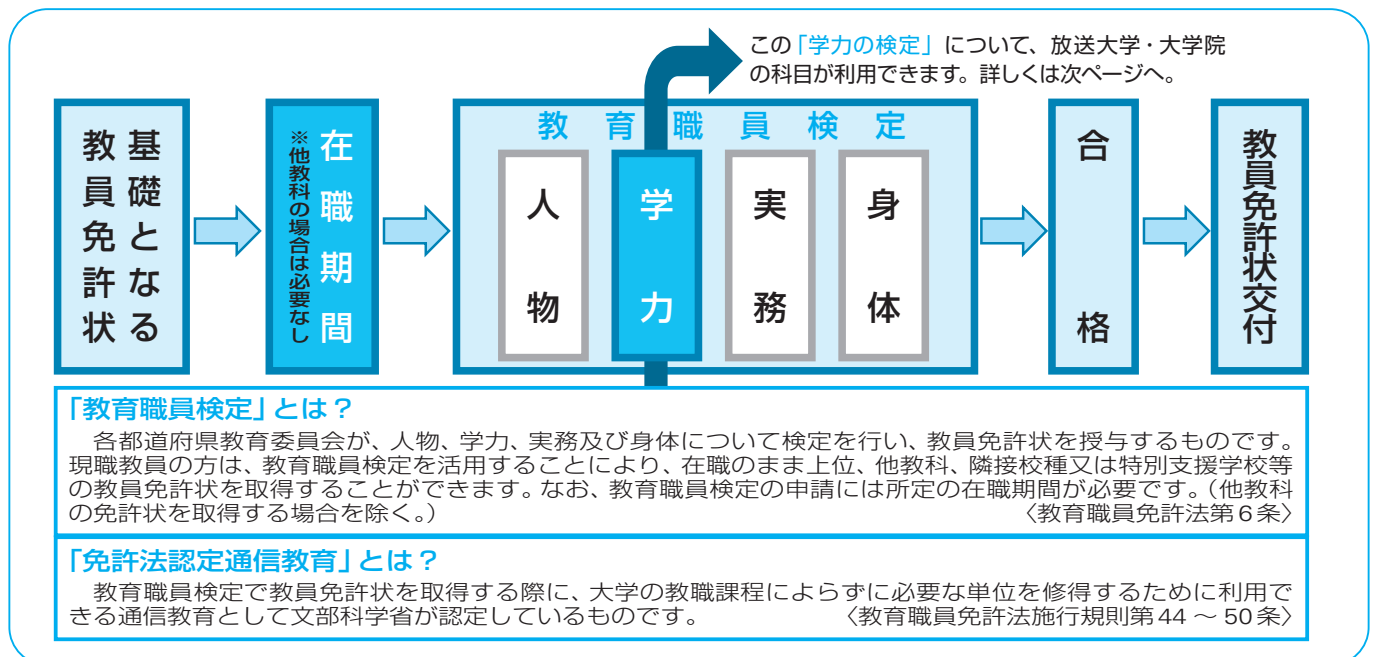 この「学力の検定」について、放送大学・大学院
の科目が利用できます。詳しくは次ページへ。
基礎となる
教員免許状
在職期間
※他教科の場合は必要なし
教育職員検定
人物
学力
実務
身体
合格
教員免許状交付
「教育職員検定」とは？
各都道府県教育委員会が、人物、学力、実務及び身体について検定を行い、教員免許状を授与するものです。
現職教員の方は、教育職員検定を活用することにより、在職のまま上位、他教科、隣接校種又は特別支援学校等
の教員免許状を取得することができます。なお、教育職員検定の申請には所定の在職期間が必要です。（他教科
の免許状を取得する場合を除く。）　〈教育職員免許法第６条〉
「免許法認定通信教育」とは？
教育職員検定で教員免許状を取得する際に、大学の教職課程によらずに必要な単位を修得するために利用で
きる通信教育として文部科学省が認定しているものです。　〈教育職員免許法施行規則第44～50条〉